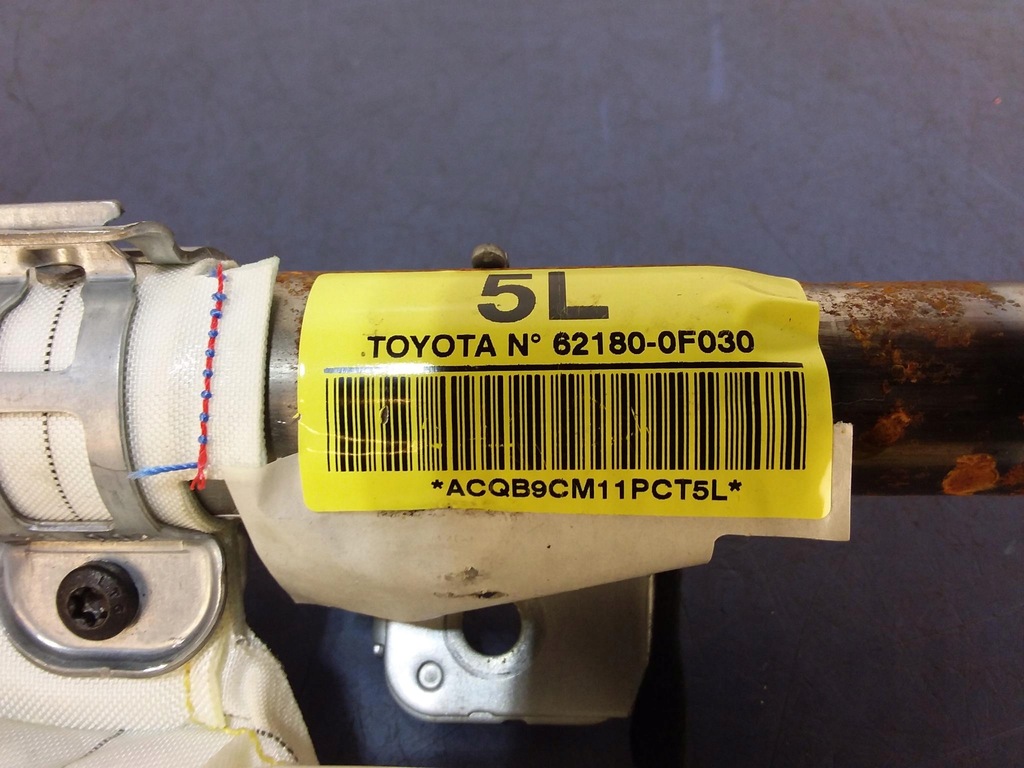 5L
TOYOTA N° 62180-0F030
*ACQB9CM11PCT5L*